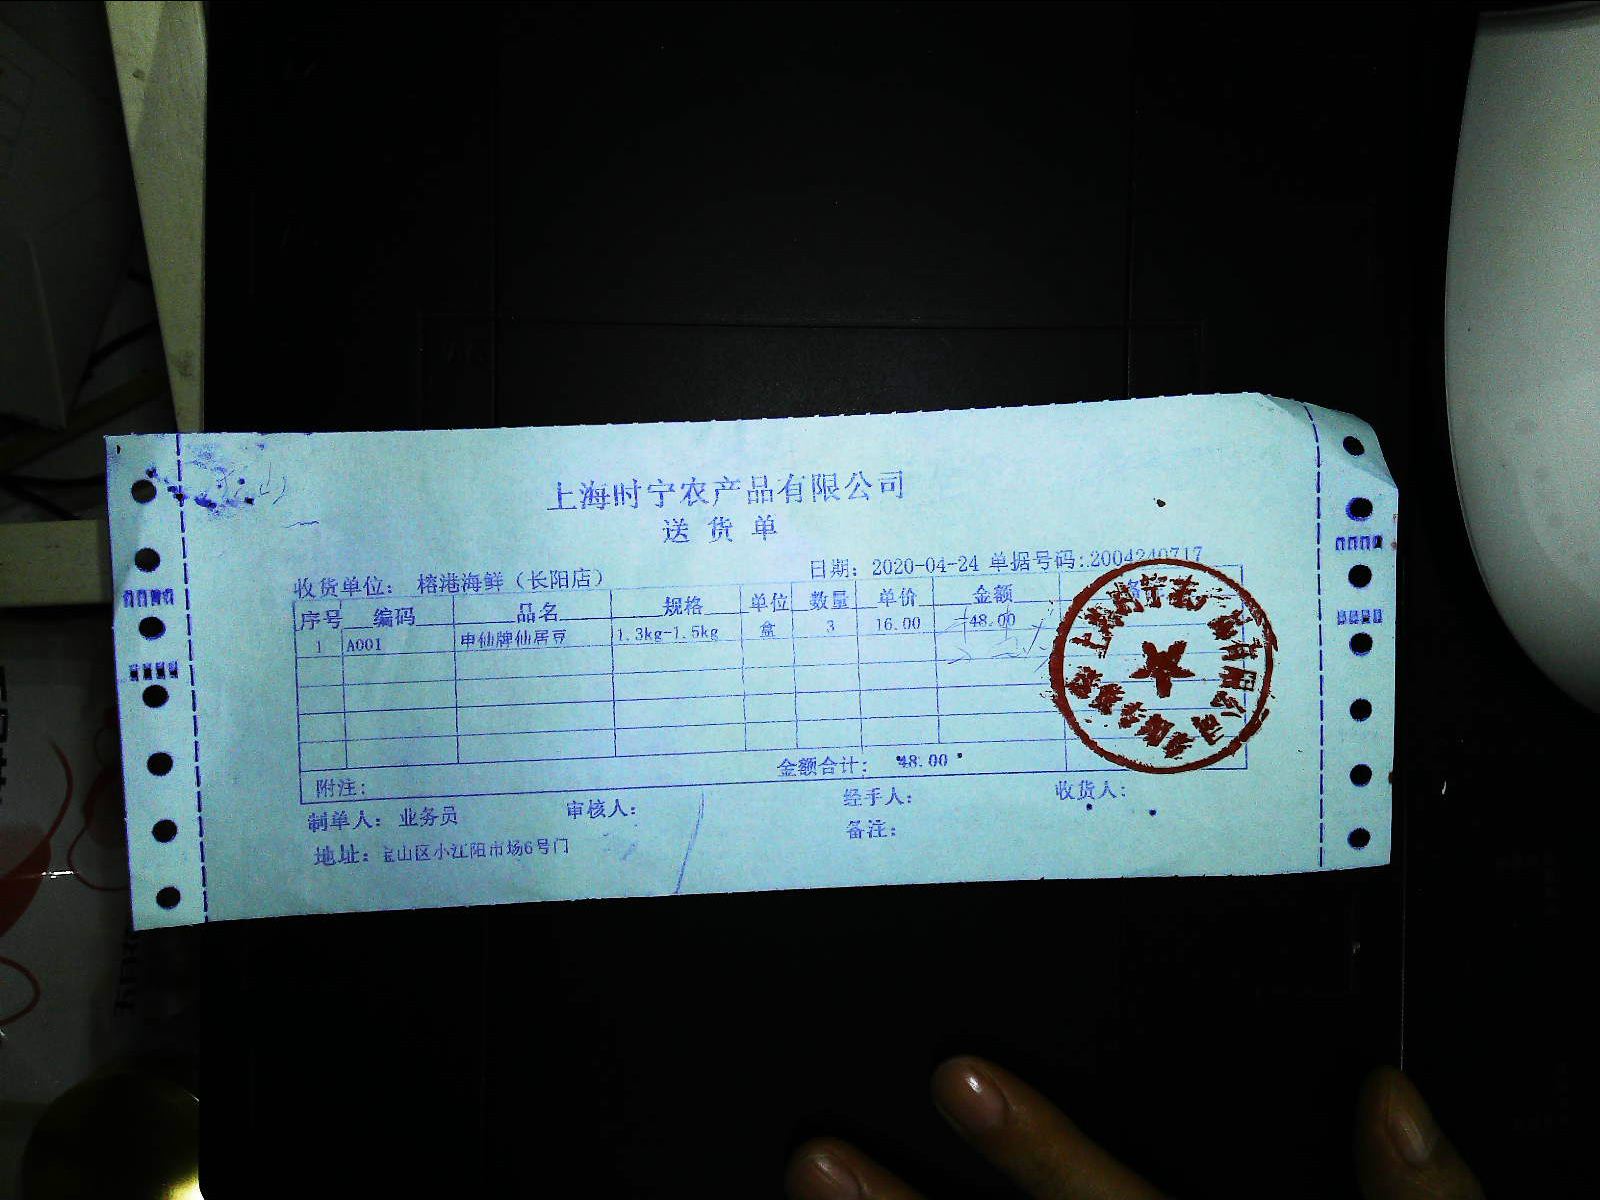 上海时宁农产品有限公司
送货单
收货单位： 榕港海鲜（长阳店） 日期：2020-04-24 单据号码:2004240717
序号 编码 品名 规格 单位 数量 单价 金额
1 A001 申仙牌仙居豆 1.3kg-1.5kg 盒 3 16.00 48.00
金额合计: 48.00
附注:
制单人：业务员 审核人: 经手人: 收货人:
地址：宝山区小江阳市场6号门 备注: